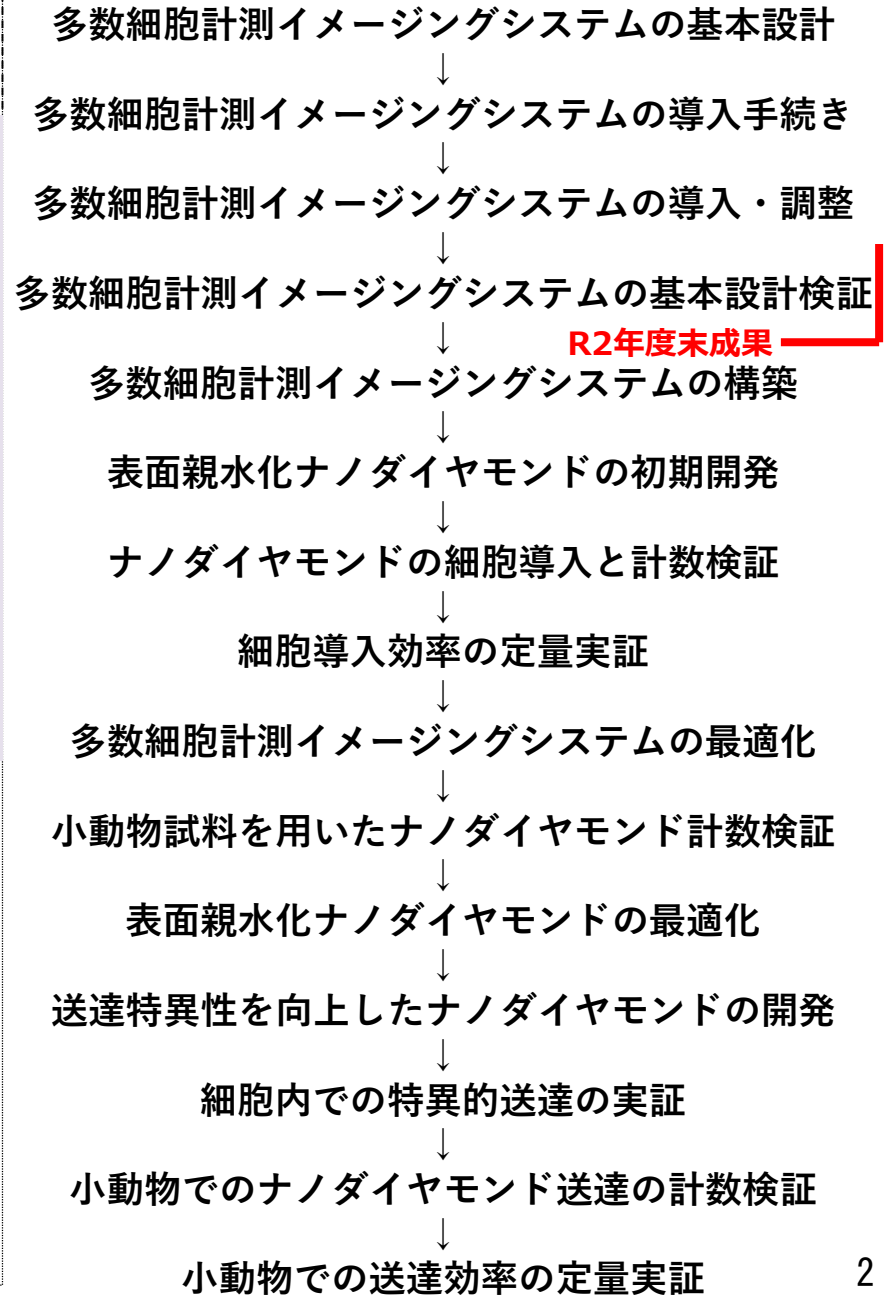 多数細胞計測イメージングシステムの基本設計
↓
多数細胞計測イメージングシステムの導入手続き
↓
多数細胞計測イメージングシステムの導入・調整
↓
多数細胞計測イメージングシステムの基本設計検証
↓
R2年度末成果
多数細胞計測イメージングシステムの構築
↓
表面親水化ナノダイヤモンドの初期開発
↓
ナノダイヤモンドの細胞導入と計数検証
↓
細胞導入効率の定量実証
↓
多数細胞計測イメージングシステムの最適化
↓
小動物試料を用いたナノダイヤモンド計数検証
↓
表面親水化ナノダイヤモンドの最適化
↓
送達特異性を向上したナノダイヤモンドの開発
↓
細胞内での特異的送達の実証
↓
小動物でのナノダイヤモンド送達の計数検証
↓
小動物での送達効率の定量実証
2